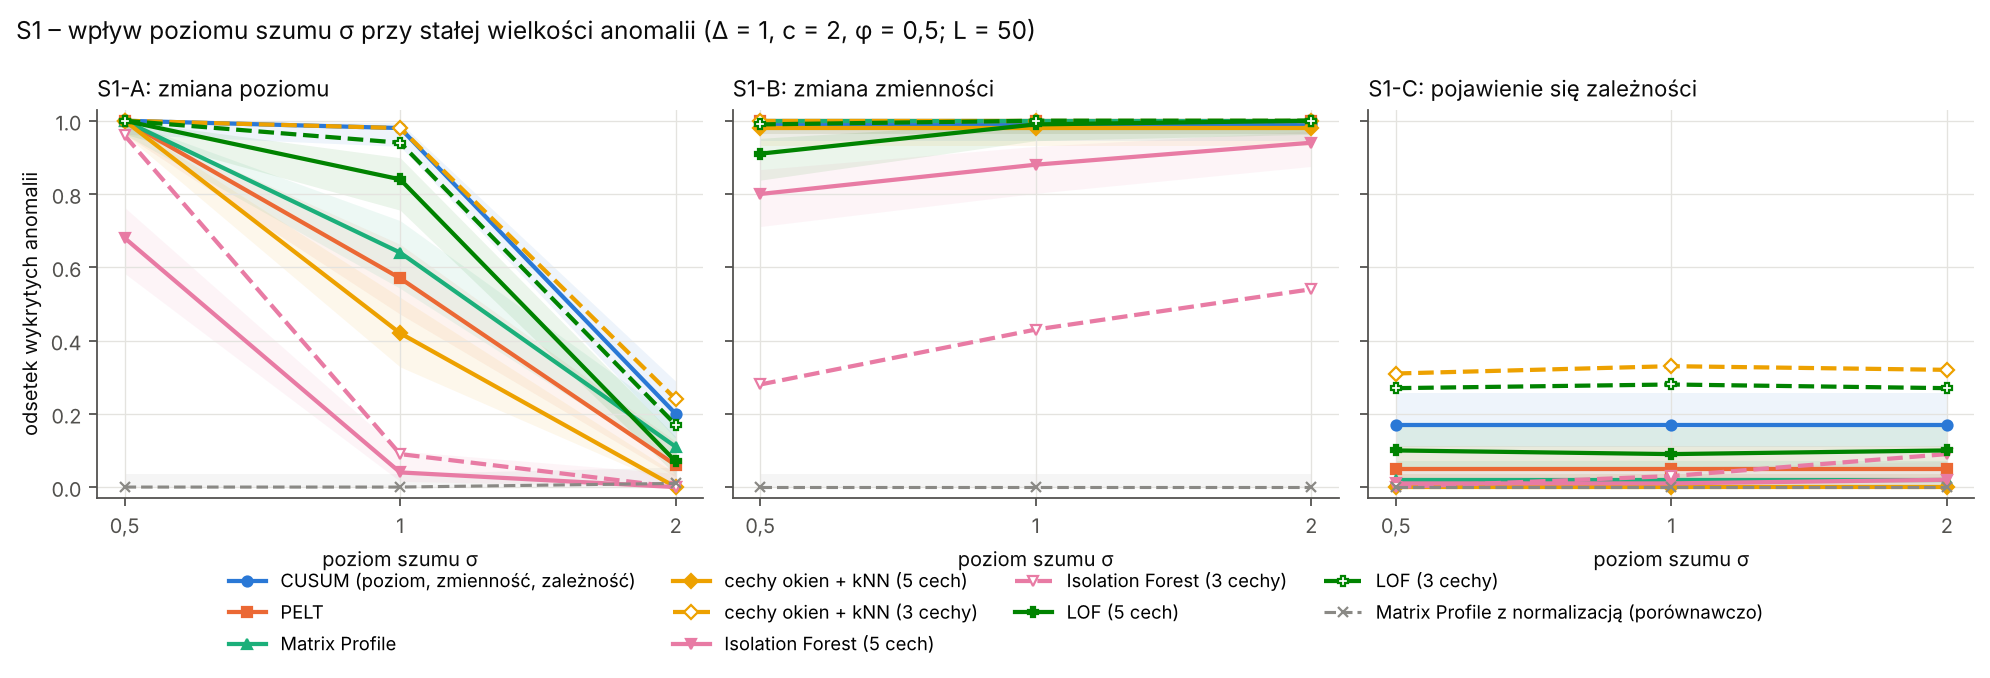 S1 – wpływ poziomu szumu σ przy stałej wielkości anomalii (Δ = 1, c = 2, φ = 0,5; L = 50)
S1-A: zmiana poziomu
S1-B: zmiana zmienności
S1-C: pojawienie się zależności
odsetek wykrytych anomalii
1.0
0.8
0.6
0.4
0.2
0.0
0,5 1 2
0,5 1 2
0,5 1 2
poziom szumu σ
poziom szumu σ
poziom szumu σ
CUSUM (poziom, zmienność, zależność)
PELT
Matrix Profile
cechy okien + kNN (5 cech)
cechy okien + kNN (3 cechy)
Isolation Forest (5 cech)
Isolation Forest (3 cechy)
LOF (5 cech)
LOF (3 cechy)
Matrix Profile z normalizacją (porównawczo)